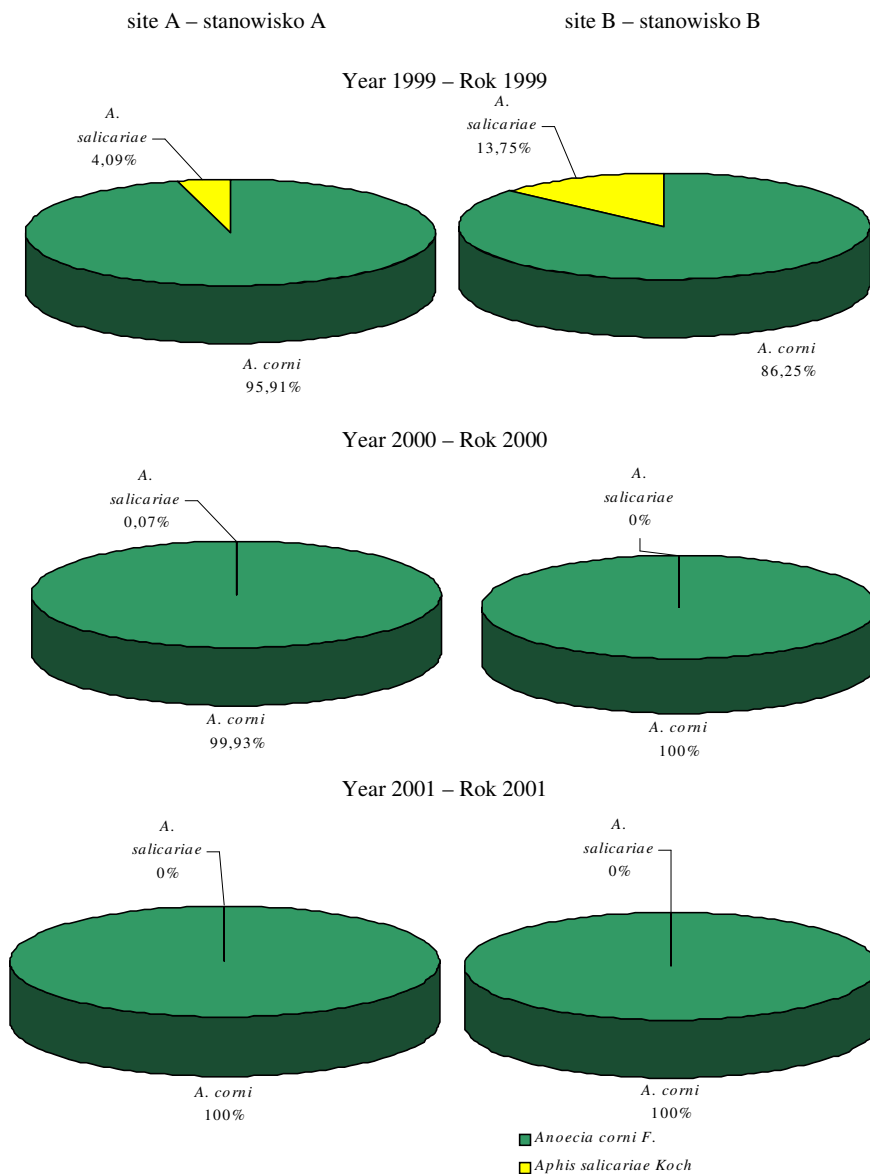 site A – stanowisko A
site B – stanowisko B
Year 1999 – Rok 1999
A.
salicariae
4,09%
A. corni
95,91%
A.
salicariae
13,75%
A. corni
86,25%
Year 2000 – Rok 2000
A.
salicariae
0,07%
A. corni
99,93%
A.
salicariae
0%
A. corni
100%
Year 2001 – Rok 2001
A.
salicariae
0%
A. corni
100%
A.
salicariae
0%
A. corni
100%
Anoecia corni F.
Aphis salicariae Koch